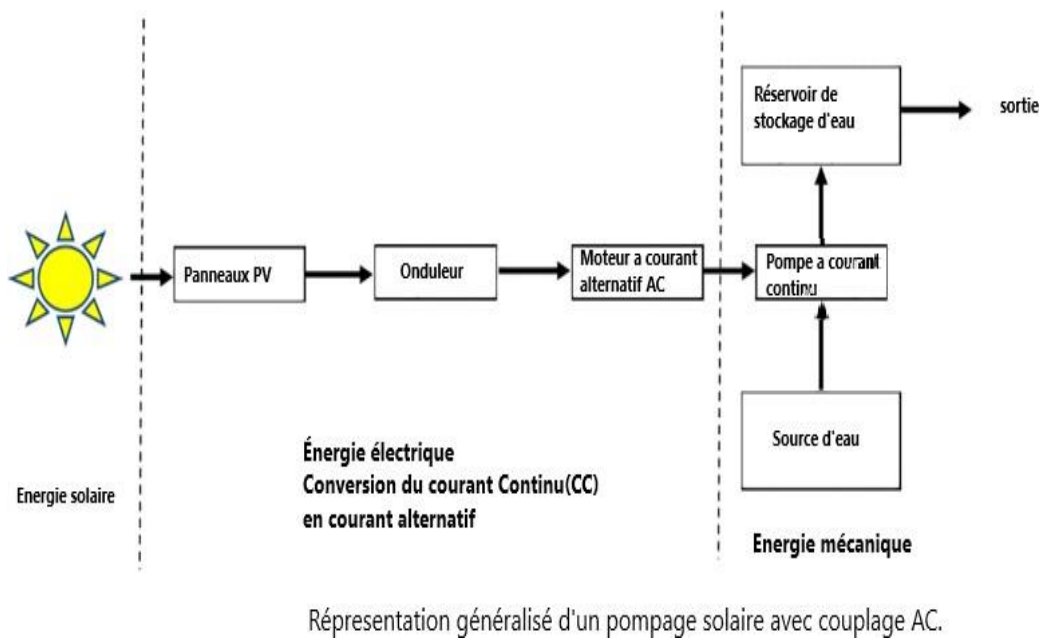 Réservoir de
stockage d'eau
sortie
Panneaux PV
Onduleur
Moteur a courant
alternatif AC
Pompe a courant
continu
Source d'eau
Energie solaire
Énergie électrique
Conversion du courant Continu(CC)
en courant alternatif
Energie mécanique
Répresentation généralisé d'un pompage solaire avec couplage AC.